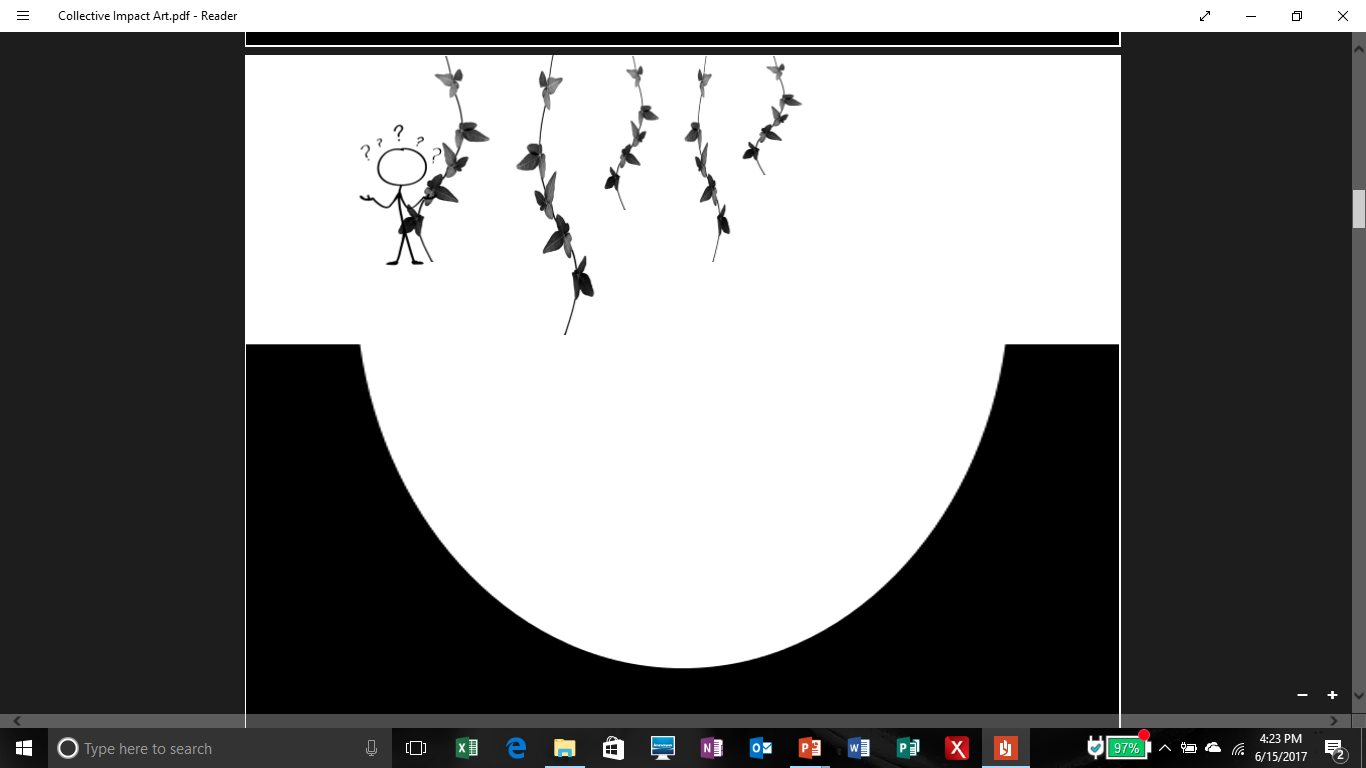 Collective Impact Art.pdf - Reader
? ? ? ? ?
Type here to search
97%
4:23 PM
6/15/2017
2